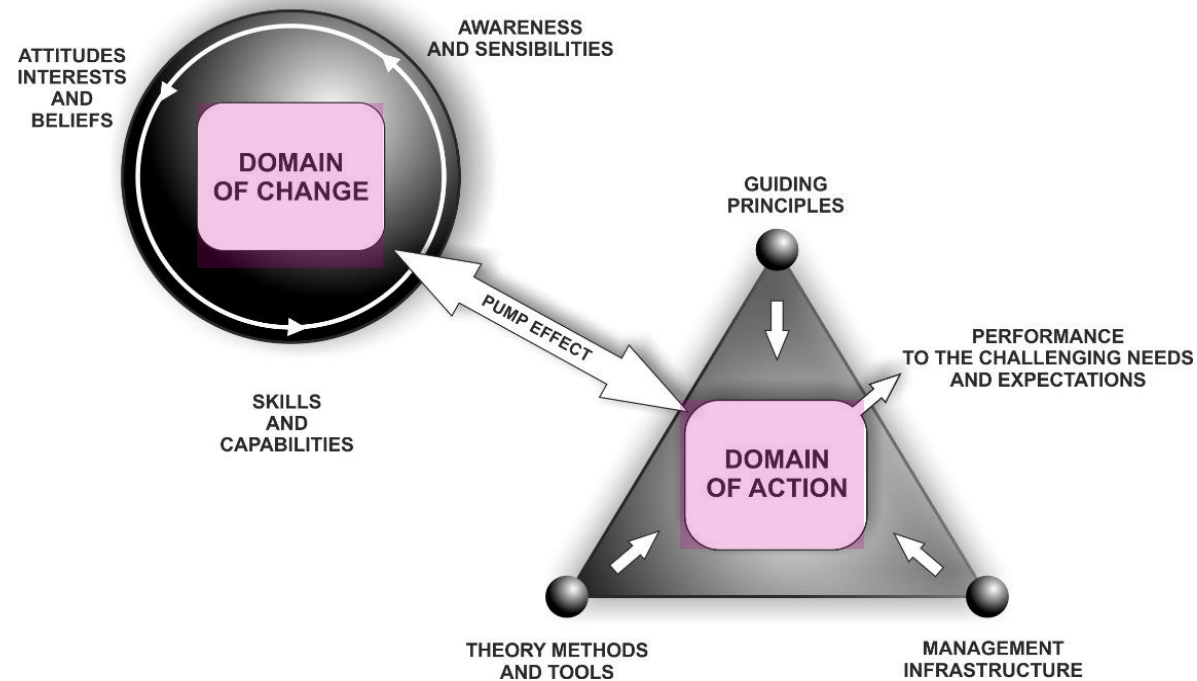 AWARENESS
AND SENSIBILITIES
ATTITUDES
INTERESTS
AND
BELIEFS
DOMAIN
OF CHANGE
SKILLS
AND
CAPABILITIES
PUMP EFFECT
GUIDING
PRINCIPLES
PERFORMANCE
TO THE CHALLENGING NEEDS
AND EXPECTATIONS
DOMAIN
OF ACTION
THEORY METHODS
AND TOOLS
MANAGEMENT
INFRASTRUCTURE